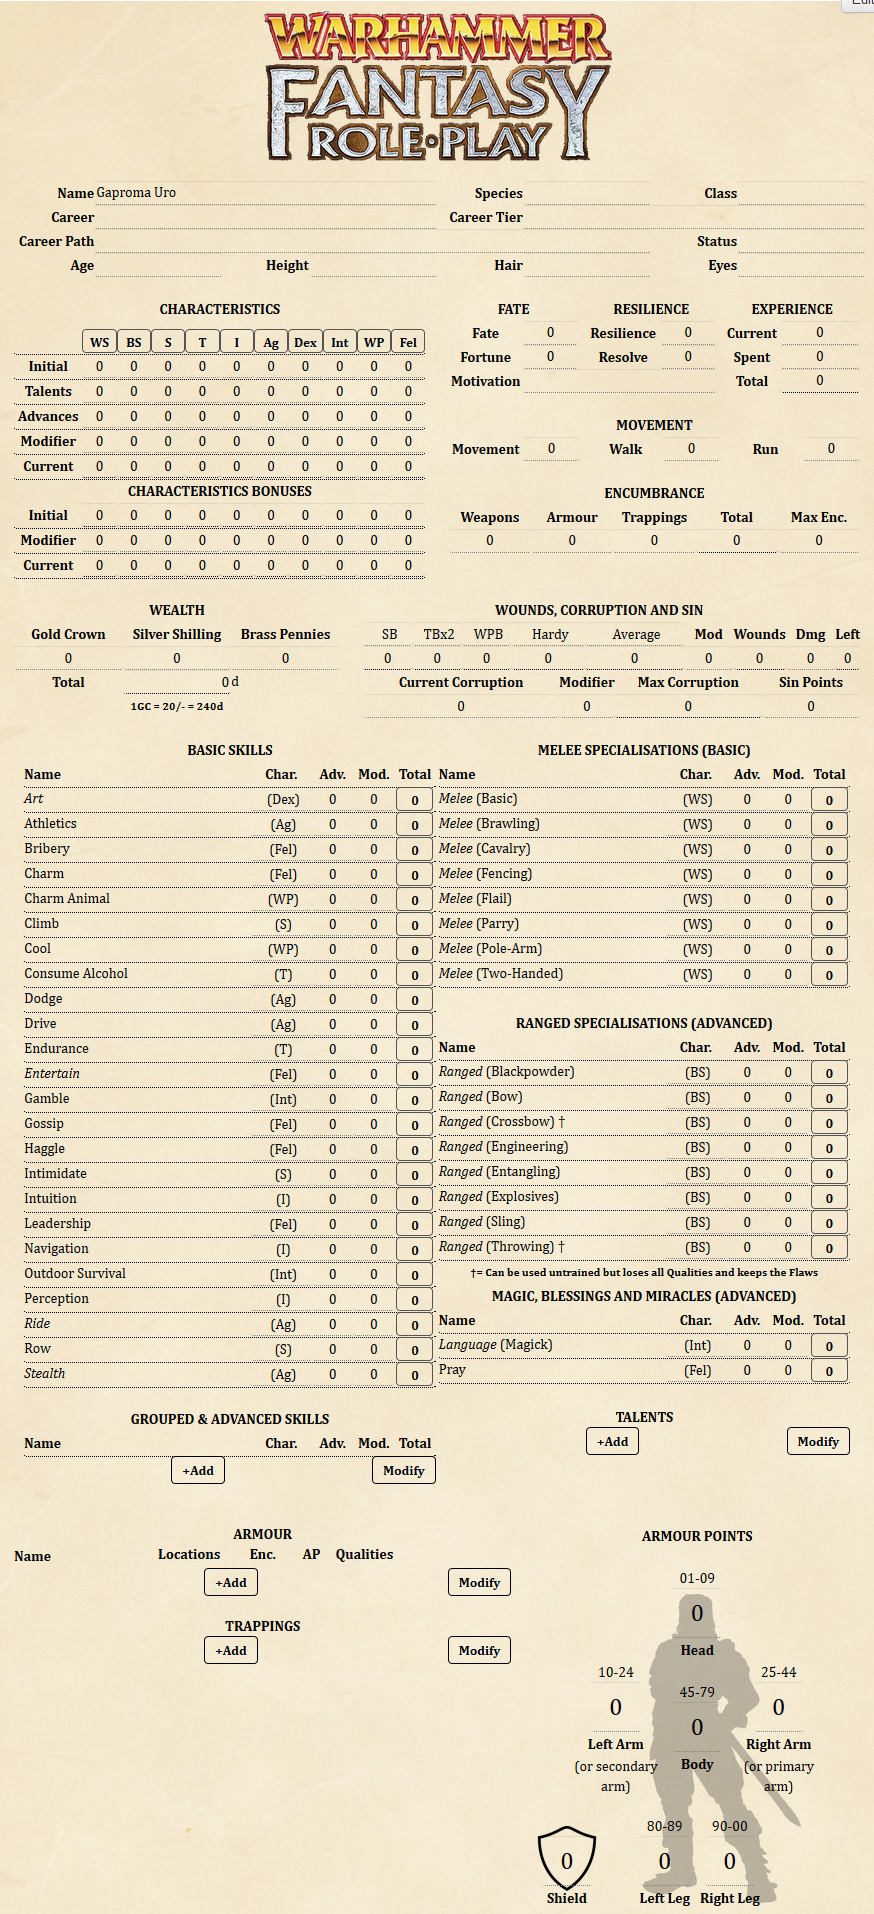 Edit
WARHAMMER
FANTASY
ROLE•PLAY
Name Gaproma Uro Species Class
Career Career Tier
Career Path Status
Age Height Hair Eyes
CHARACTERISTICS
WS BS S T I Ag Dex Int WP Fel
Initial 0 0 0 0 0 0 0 0 0 0
Talents 0 0 0 0 0 0 0 0 0 0
Advances 0 0 0 0 0 0 0 0 0 0
Modifier 0 0 0 0 0 0 0 0 0 0
Current 0 0 0 0 0 0 0 0 0 0
CHARACTERISTICS BONUSES
Initial 0 0 0 0 0 0 0 0 0 0
Modifier 0 0 0 0 0 0 0 0 0 0
Current 0 0 0 0 0 0 0 0 0 0
FATE RESILIENCE EXPERIENCE
Fate 0 Resilience 0 Current 0
Fortune 0 Resolve 0 Spent 0
Motivation Total 0
MOVEMENT
Movement 0 Walk 0 Run 0
ENCUMBRANCE
Weapons Armour Trappings Total Max Enc.
0 0 0 0 0
WEALTH
Gold Crown Silver Shilling Brass Pennies
0 0 0
Total 0 d
1GC = 20/- = 240d
WOUNDS, CORRUPTION AND SIN
SB TBx2 WPB Hardy Average Mod Wounds Dmg Left
0 0 0 0 0 0 0 0 0
Current Corruption Modifier Max Corruption Sin Points
0 0 0 0
BASIC SKILLS
Name Char. Adv. Mod. Total
Art (Dex) 0 0 0
Athletics (Ag) 0 0 0
Bribery (Fel) 0 0 0
Charm (Fel) 0 0 0
Charm Animal (WP) 0 0 0
Climb (S) 0 0 0
Cool (WP) 0 0 0
Consume Alcohol (T) 0 0 0
Dodge (Ag) 0 0 0
Drive (Ag) 0 0 0
Endurance (T) 0 0 0
Entertain (Fel) 0 0 0
Gamble (Int) 0 0 0
Gossip (Fel) 0 0 0
Haggle (Fel) 0 0 0
Intimidate (S) 0 0 0
Intuition (I) 0 0 0
Leadership (Fel) 0 0 0
Navigation (I) 0 0 0
Outdoor Survival (Int) 0 0 0
Perception (I) 0 0 0
Ride (Ag) 0 0 0
Row (S) 0 0 0
Stealth (Ag) 0 0 0
MELEE SPECIALISATIONS (BASIC)
Name Char. Adv. Mod. Total
Melee (Basic) (WS) 0 0 0
Melee (Brawling) (WS) 0 0 0
Melee (Cavalry) (WS) 0 0 0
Melee (Fencing) (WS) 0 0 0
Melee (Flail) (WS) 0 0 0
Melee (Parry) (WS) 0 0 0
Melee (Pole-Arm) (WS) 0 0 0
Melee (Two-Handed) (WS) 0 0 0
RANGED SPECIALISATIONS (ADVANCED)
Name Char. Adv. Mod. Total
Ranged (Blackpowder) (BS) 0 0 0
Ranged (Bow) (BS) 0 0 0
Ranged (Crossbow) † (BS) 0 0 0
Ranged (Engineering) (BS) 0 0 0
Ranged (Entangling) (BS) 0 0 0
Ranged (Explosives) (BS) 0 0 0
Ranged (Sling) (BS) 0 0 0
Ranged (Throwing) † (BS) 0 0 0
†= Can be used untrained but loses all Qualities and keeps the Flaws
MAGIC, BLESSINGS AND MIRACLES (ADVANCED)
Name Char. Adv. Mod. Total
Language (Magick) (Int) 0 0 0
Pray (Fel) 0 0 0
GROUPED & ADVANCED SKILLS
Name Char. Adv. Mod. Total
+Add Modify
TALENTS
+Add Modify
ARMOUR
Name Locations Enc. AP Qualities
+Add Modify
TRAPPINGS
+Add Modify
ARMOUR POINTS
01-09
0
Head
10-24 25-44
45-79
0 0
0
Left Arm Right Arm
Body
(or secondary (or primary
arm) arm)
80-89 90-00
0 0 0
Shield Left Leg Right Leg